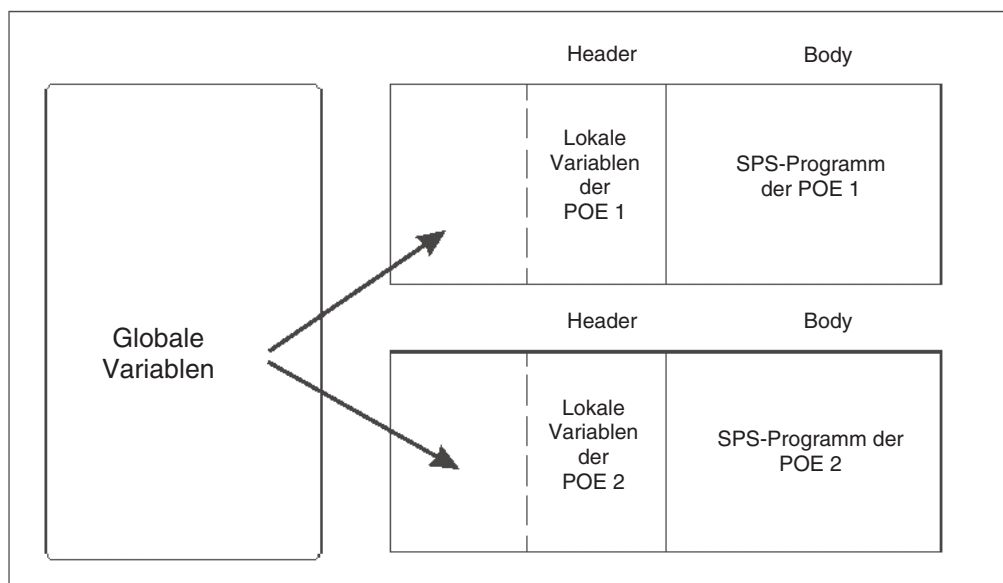 Header
Body
Lokale
Variablen
der
POE 1
SPS-Programm
der POE 1
Globale
Variablen
Header
Body
Lokale
Variablen
der
POE 2
SPS-Programm der
POE 2